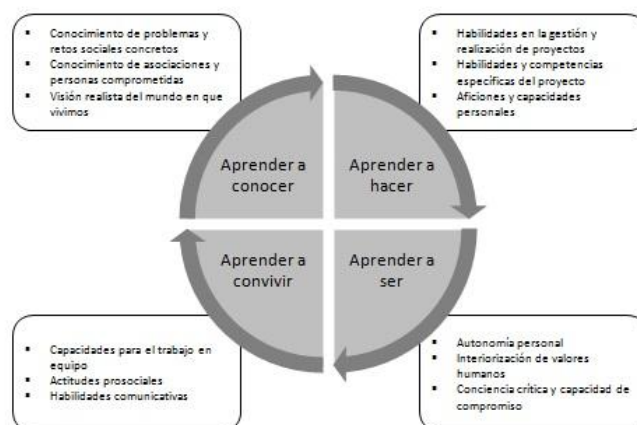 ▪ Conocimiento de problemas y
retos sociales concretos
▪ Conocimiento de asociaciones y
personas comprometidas
▪ Visión realista del mundo en que
vivimos
▪ Habilidades en la gestión y
realización de proyectos
▪ Habilidades y competencias
específicas del proyecto
▪ Aficiones y capacidades
personales
Aprender a
conocer
Aprender a
hacer
Aprender a
convivir
Aprender a
ser
▪ Capacidades para el trabajo en
equipo
▪ Actitudes prosociales
▪ Habilidades comunicativas
▪ Autonomía personal
▪ Interiorización de valores
humanos
▪ Conciencia crítica y capacidad de
compromiso